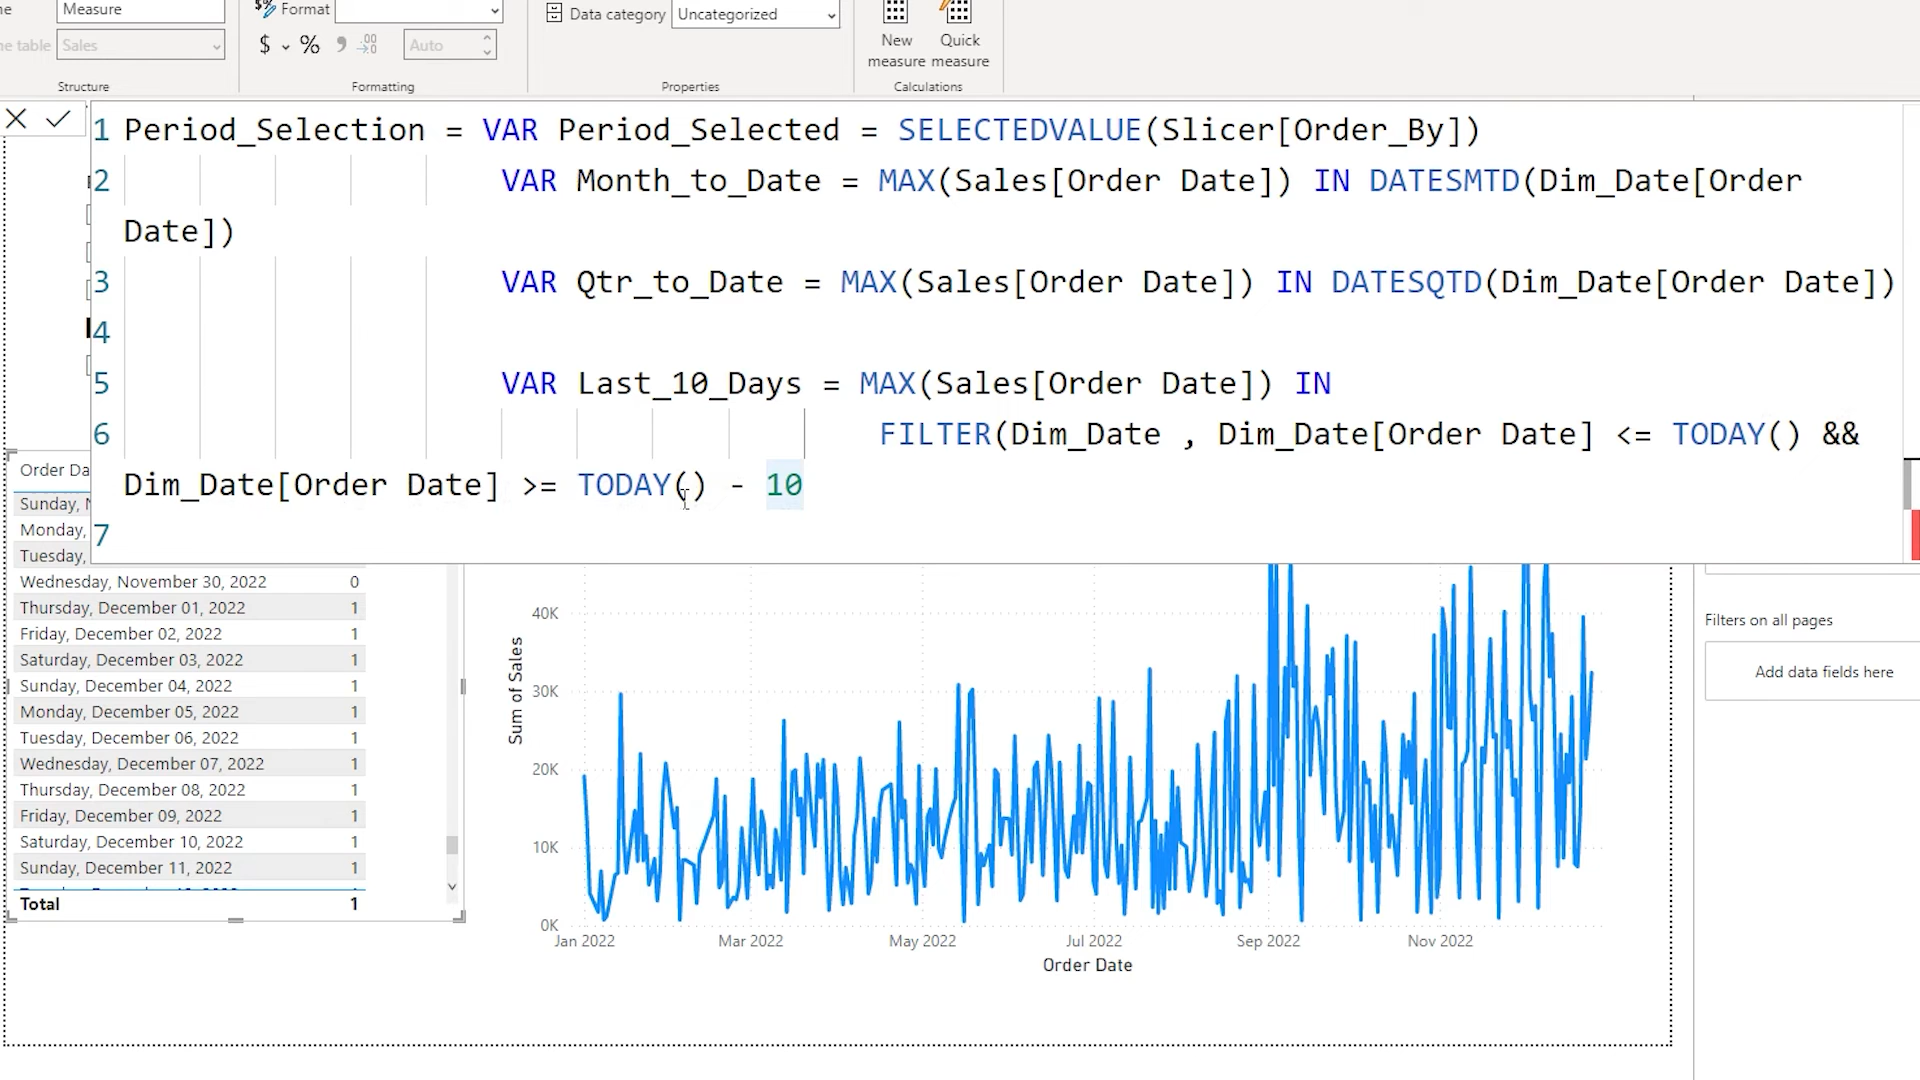 Measure
Format
Data category
Uncategorized
Sales
$
%
Auto
New measure
Quick measure
Structure
Formatting
Properties
Calculations
1 Period_Selection = VAR Period_Selected = SELECTEDVALUE(Slicer[Order_By])
2 VAR Month_to_Date = MAX(Sales[Order Date]) IN DATESMTD(Dim_Date[Order
Date])
3 VAR Qtr_to_Date = MAX(Sales[Order Date]) IN DATESQTD(Dim_Date[Order Date])
4
5 VAR Last_10_Days = MAX(Sales[Order Date]) IN
6 FILTER(Dim_Date , Dim_Date[Order Date] <= TODAY() &&
Dim_Date[Order Date] >= TODAY() - 10
7
Order Da
Sunday,
Monday,
Tuesday,
Wednesday, November 30, 2022 0
Thursday, December 01, 2022 1
Friday, December 02, 2022 1
Saturday, December 03, 2022 1
Sunday, December 04, 2022 1
Monday, December 05, 2022 1
Tuesday, December 06, 2022 1
Wednesday, December 07, 2022 1
Thursday, December 08, 2022 1
Friday, December 09, 2022 1
Saturday, December 10, 2022 1
Sunday, December 11, 2022 1
Total 1
Sum of Sales
40K
30K
20K
10K
0K
Jan 2022 Mar 2022 May 2022 Jul 2022 Sep 2022 Nov 2022
Order Date
Filters on all pages
Add data fields here